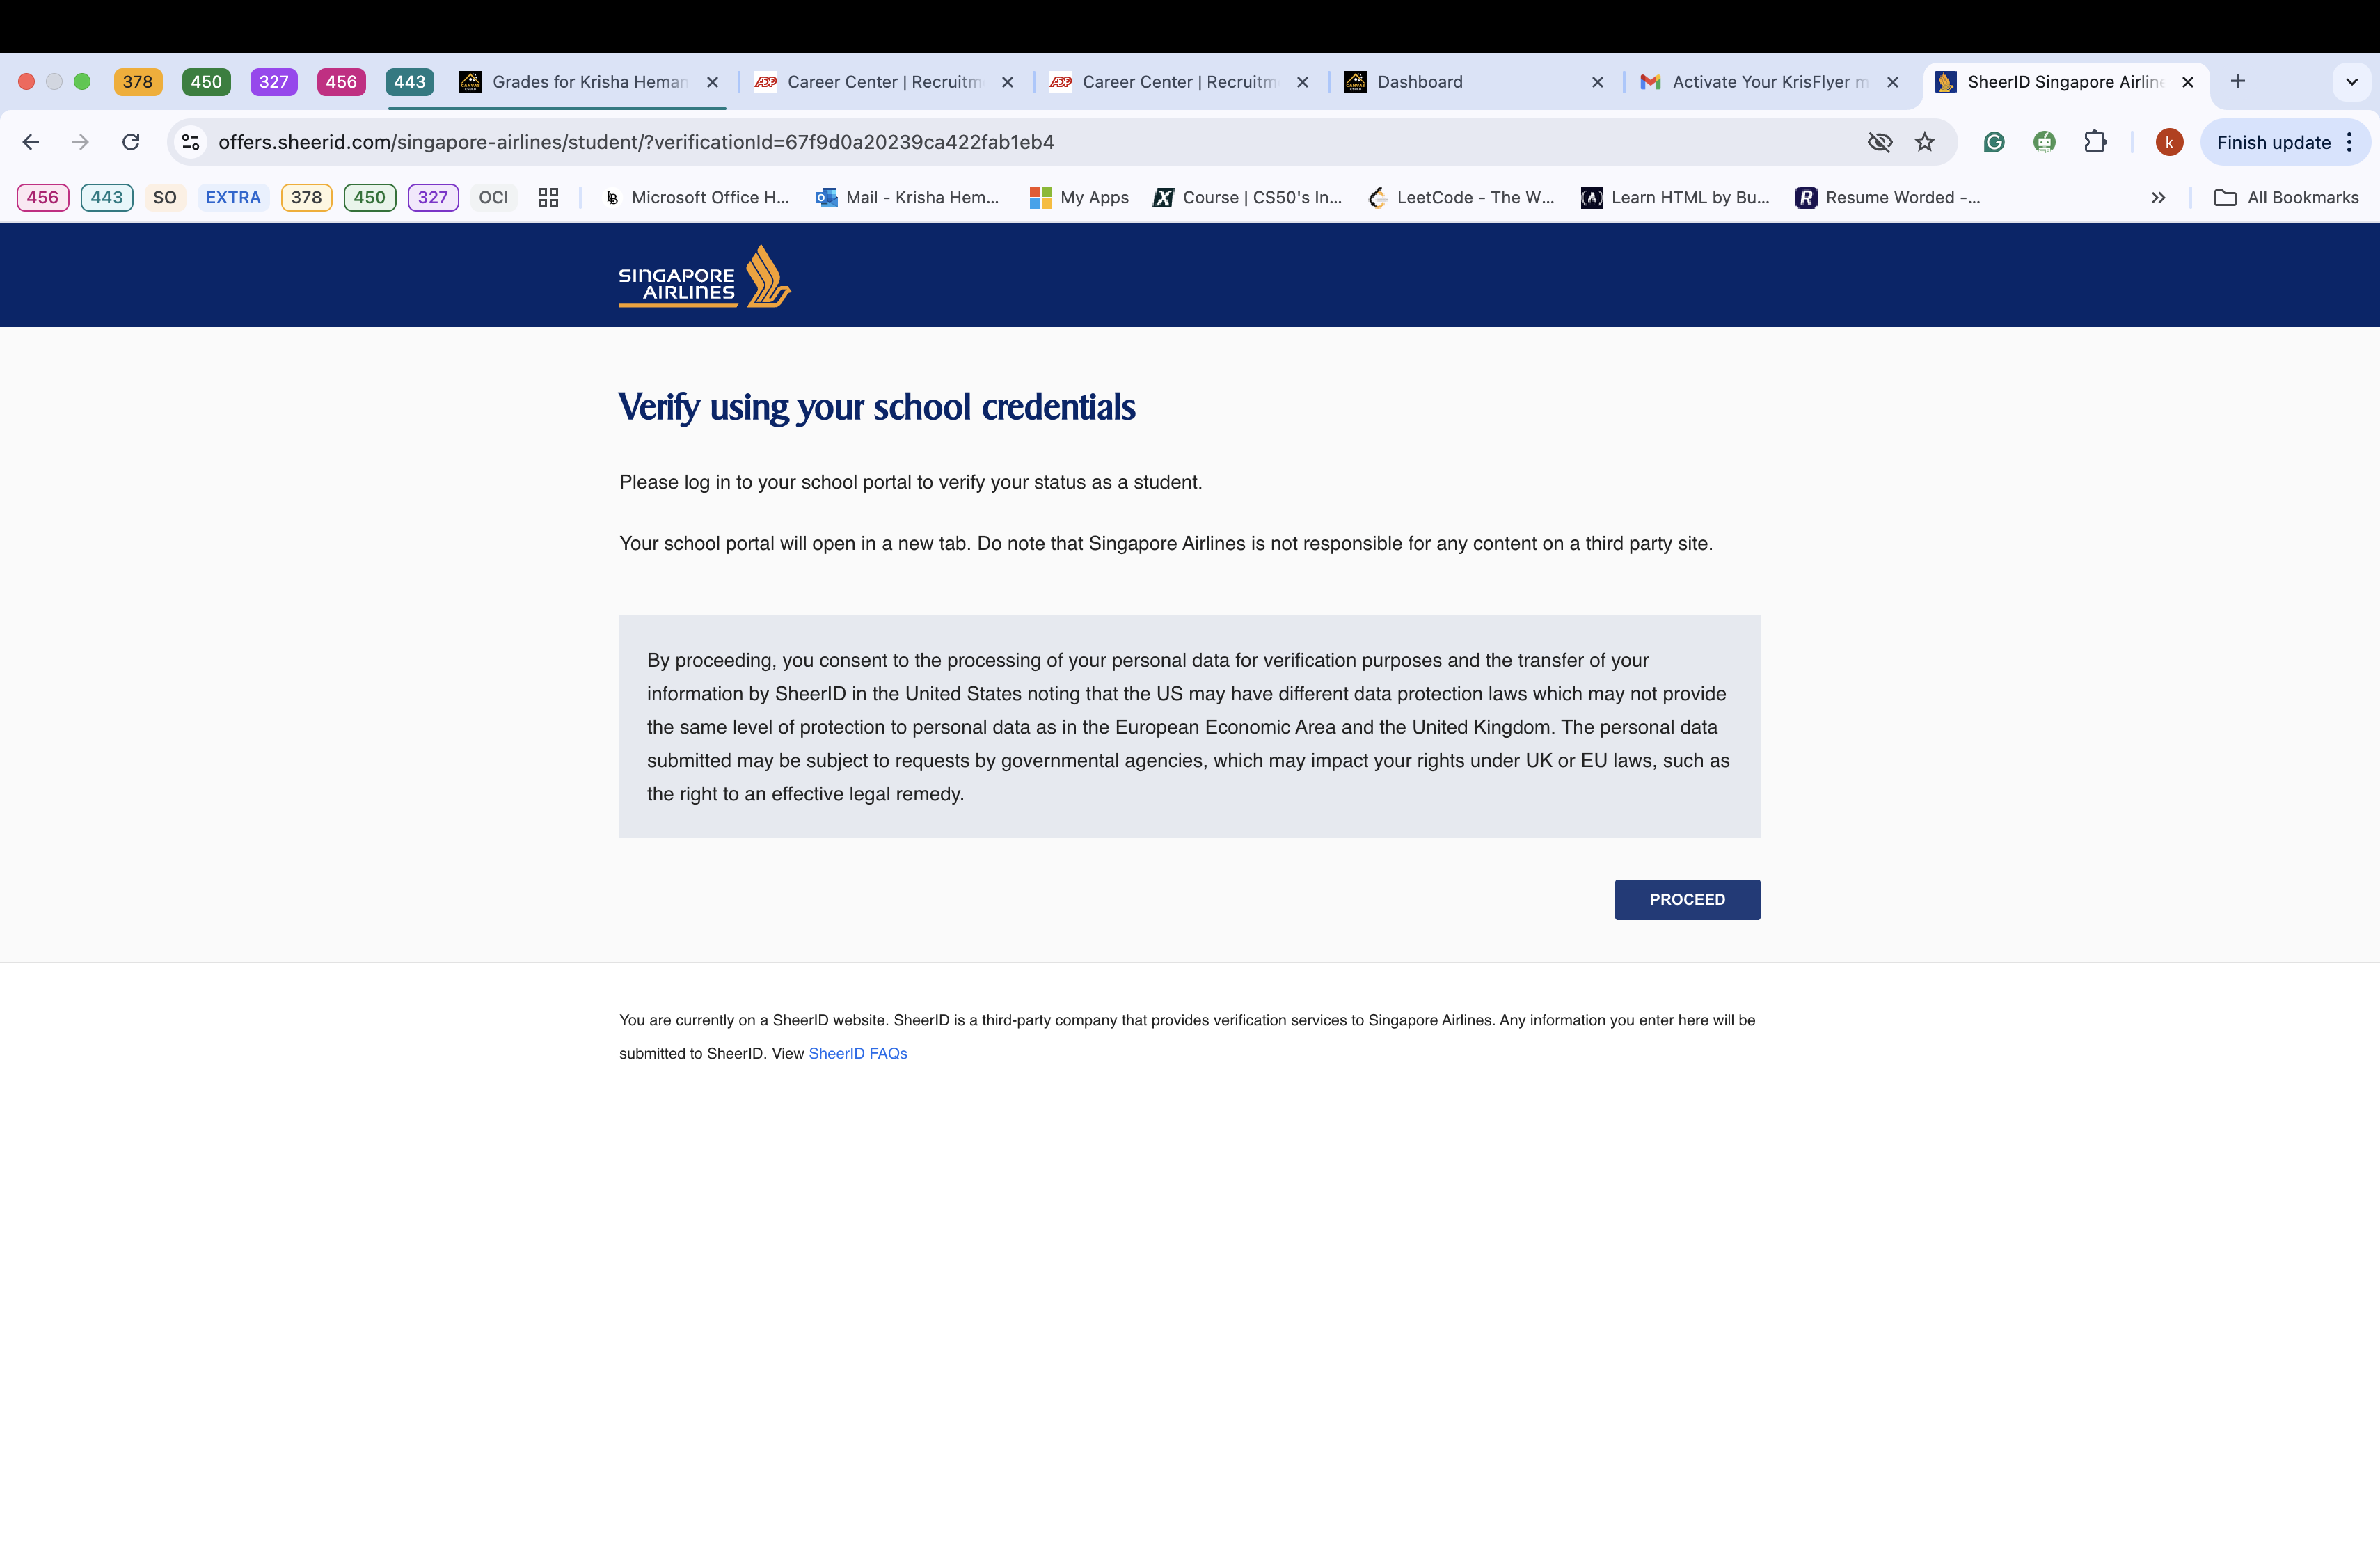 378 450 327 456 443 Grades for Krisha Heman Career Center | Recruitm Career Center | Recruitm Dashboard Activate Your KrisFlyer m SheerID Singapore Airline
offers.sheerid.com/singapore-airlines/student/?verificationId=67f9d0a20239ca422fab1eb4 k Finish update
456 443 SO EXTRA 378 450 327 OCI Microsoft Office H... Mail - Krisha Hem... My Apps Course | CS50's In... LeetCode - The W... Learn HTML by Bu... Resume Worded -... All Bookmarks
SINGAPORE
AIRLINES
Verify using your school credentials
Please log in to your school portal to verify your status as a student.
Your school portal will open in a new tab. Do note that Singapore Airlines is not responsible for any content on a third party site.
By proceeding, you consent to the processing of your personal data for verification purposes and the transfer of your
information by SheerID in the United States noting that the US may have different data protection laws which may not provide
the same level of protection to personal data as in the European Economic Area and the United Kingdom. The personal data
submitted may be subject to requests by governmental agencies, which may impact your rights under UK or EU laws, such as
the right to an effective legal remedy.
PROCEED
You are currently on a SheerID website. SheerID is a third-party company that provides verification services to Singapore Airlines. Any information you enter here will be
submitted to SheerID. View SheerID FAQs